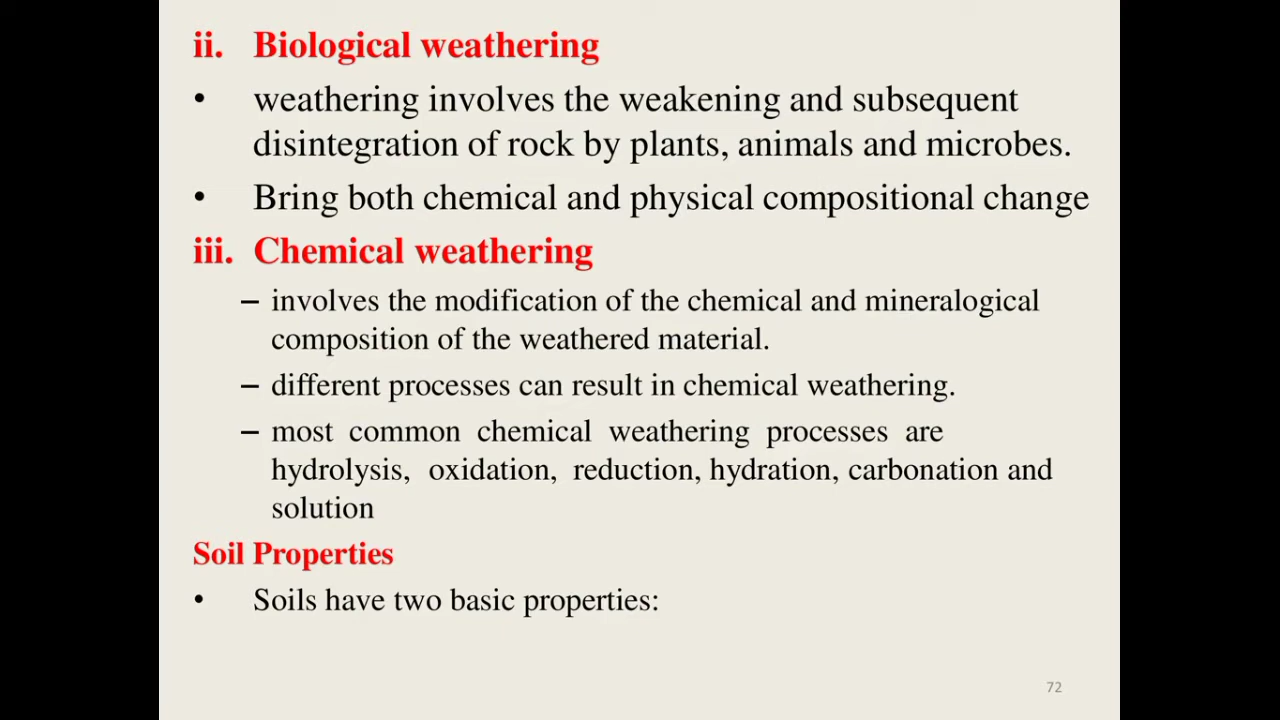 ii. Biological weathering
• weathering involves the weakening and subsequent
disintegration of rock by plants, animals and microbes.
• Bring both chemical and physical compositional change
iii. Chemical weathering
– involves the modification of the chemical and mineralogical
composition of the weathered material.
– different processes can result in chemical weathering.
– most common chemical weathering processes are
hydrolysis, oxidation, reduction, hydration, carbonation and
solution
Soil Properties
• Soils have two basic properties:
72